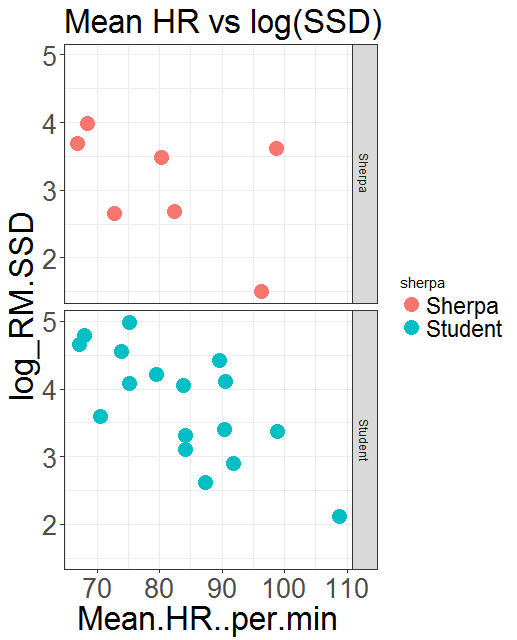 Mean HR vs log(SSD)
log_RM.SSD
5
4
3
2
Sherpa
5
4
3
2
Student
70 80 90 100 110
Mean.HR..per.min
sherpa
Sherpa
Student